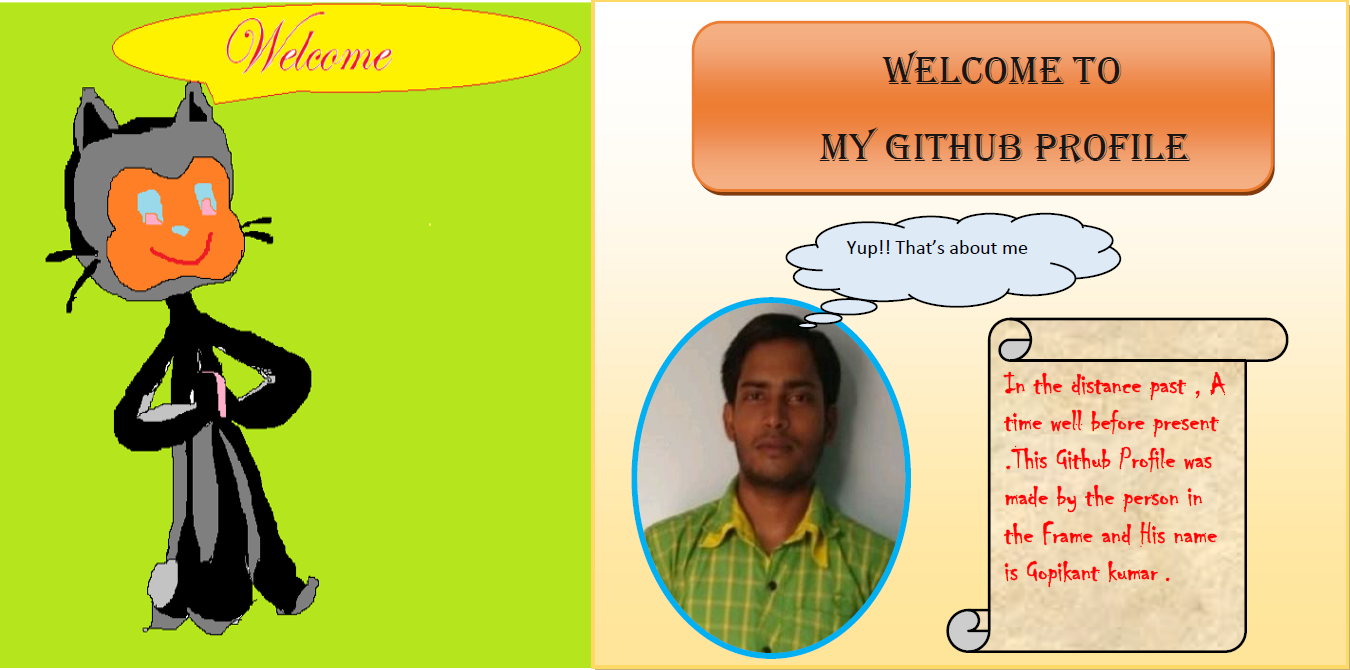 Welcome
WELCOME TO
MY GITHUB PROFILE
Yup!! That's about me
In the distance past , A
time well before present
.This Github Profile was
made by the person in
the Frame and His name
is Gopikant kumar .